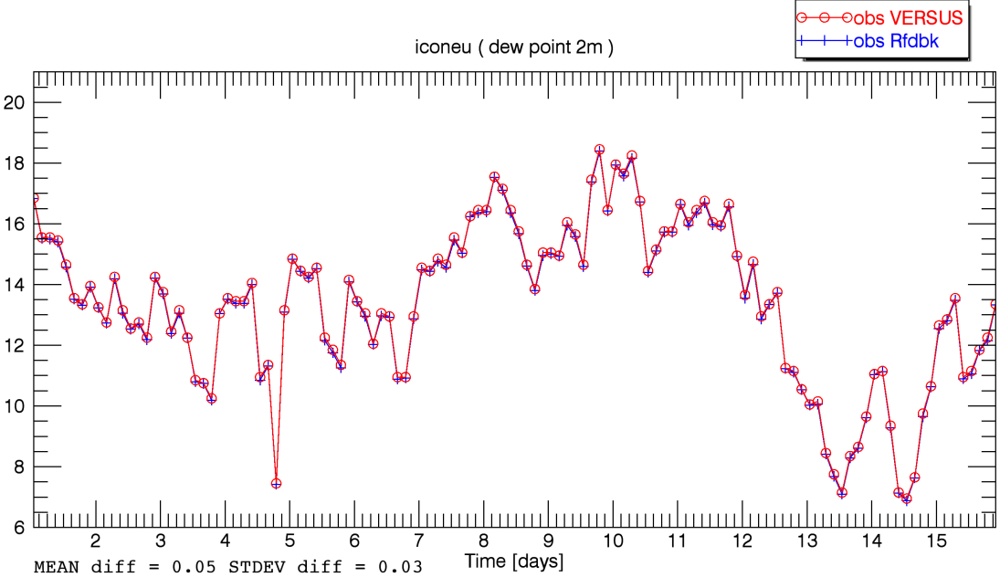 obs VERSUS
obs Rfdbk
iconeu ( dew point 2m )
20
18
16
14
12
10
8
6
2 3 4 5 6 7 8 9 10 11 12 13 14 15
Time [days]
MEAN diff = 0.05 STDEV diff = 0.03